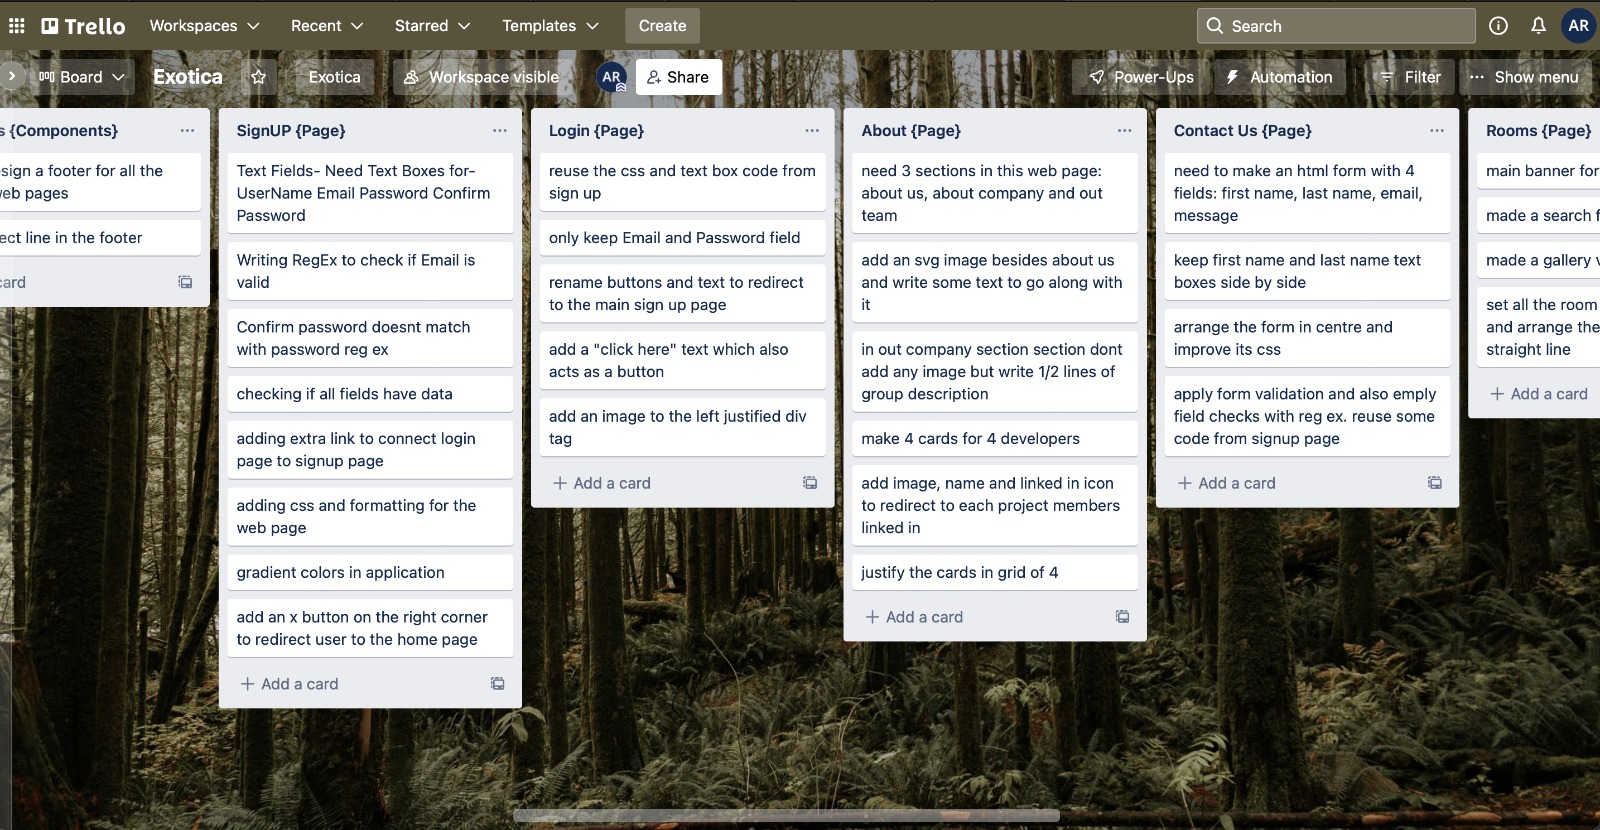 Trello Workspaces Recent Starred Templates Create Search AR
Board Exotica Exotica Workspace visible AR Share Power-Ups Automation Filter ... Show menu
s {Components} ...
sign a footer for all the
eb pages
ect line in the footer
card
SignUP {Page} ...
Text Fields- Need Text Boxes for-
UserName Email Password Confirm
Password
Writing RegEx to check if Email is
valid
Confirm password doesnt match
with password reg ex
checking if all fields have data
adding extra link to connect login
page to signup page
adding css and formatting for the
web page
gradient colors in application
add an x button on the right corner
to redirect user to the home page
+ Add a card
Login {Page} ...
reuse the css and text box code from
sign up
only keep Email and Password field
rename buttons and text to redirect
to the main sign up page
add a "click here" text which also
acts as a button
add an image to the left justified div
tag
+ Add a card
About {Page} ...
need 3 sections in this web page:
about us, about company and out
team
add an svg image besides about us
and write some text to go along with
it
in out company section section dont
add any image but write 1/2 lines of
group description
make 4 cards for 4 developers
add image, name and linked in icon
to redirect to each project members
linked in
justify the cards in grid of 4
+ Add a card
Contact Us {Page} ...
need to make an html form with 4
fields: first name, last name, email,
message
keep first name and last name text
boxes side by side
arrange the form in centre and
improve its css
apply form validation and also emply
field checks with reg ex. reuse some
code from signup page
+ Add a card
Rooms {Page}
main banner for
made a search f
made a gallery v
set all the room
and arrange the
straight line
+ Add a card